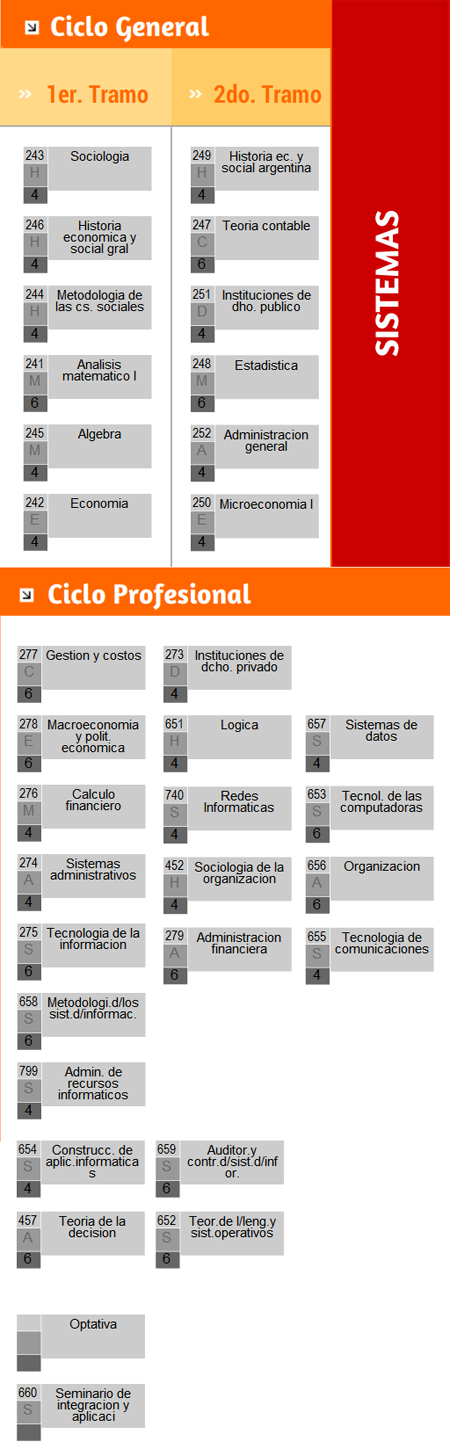 Ciclo General
» 1er. Tramo
» 2do. Tramo
SISTEMAS
243
H
4
Sociologia
249
H
4
Historia ec. y
social argentina
246
H
4
Historia
economica y
social gral
247
C
6
Teoria contable
244
H
4
Metodologia de
las cs. sociales
251
D
4
Instituciones de
dho. publico
241
M
6
Analisis
matematico I
248
M
6
Estadistica
245
M
4
Algebra
252
A
4
Administracion
general
242
E
4
Economia
250
E
4
Microeconomia I
Ciclo Profesional
277
C
6
Gestion y costos
273
D
4
Instituciones de
dcho. privado
278
E
6
Macroeconomia
y polit.
economica
651
H
4
Logica
657
S
4
Sistemas de
datos
276
M
4
Calculo
financiero
740
S
4
Redes
Informaticas
653
S
6
Tecnol. de las
computadoras
274
A
4
Sistemas
administrativos
452
H
4
Sociologia de la
organizacion
656
A
6
Organizacion
275
S
6
Tecnologia de la
informacion
279
A
6
Administracion
financiera
655
S
4
Tecnologia de
comunicaciones
658
S
6
Metodologi.d/los
sist.d/informac.
799
S
4
Admin. de
recursos
informaticos
654
S
4
Construcc. de
aplic.informatica
s
659
S
6
Auditor.y
contr.d/sist.d/inf
or.
457
A
6
Teoria de la
decision
652
S
6
Teor.de l/leng.y
sist.operativos
Optativa
660
S
Seminario de
integracion y
aplicaci